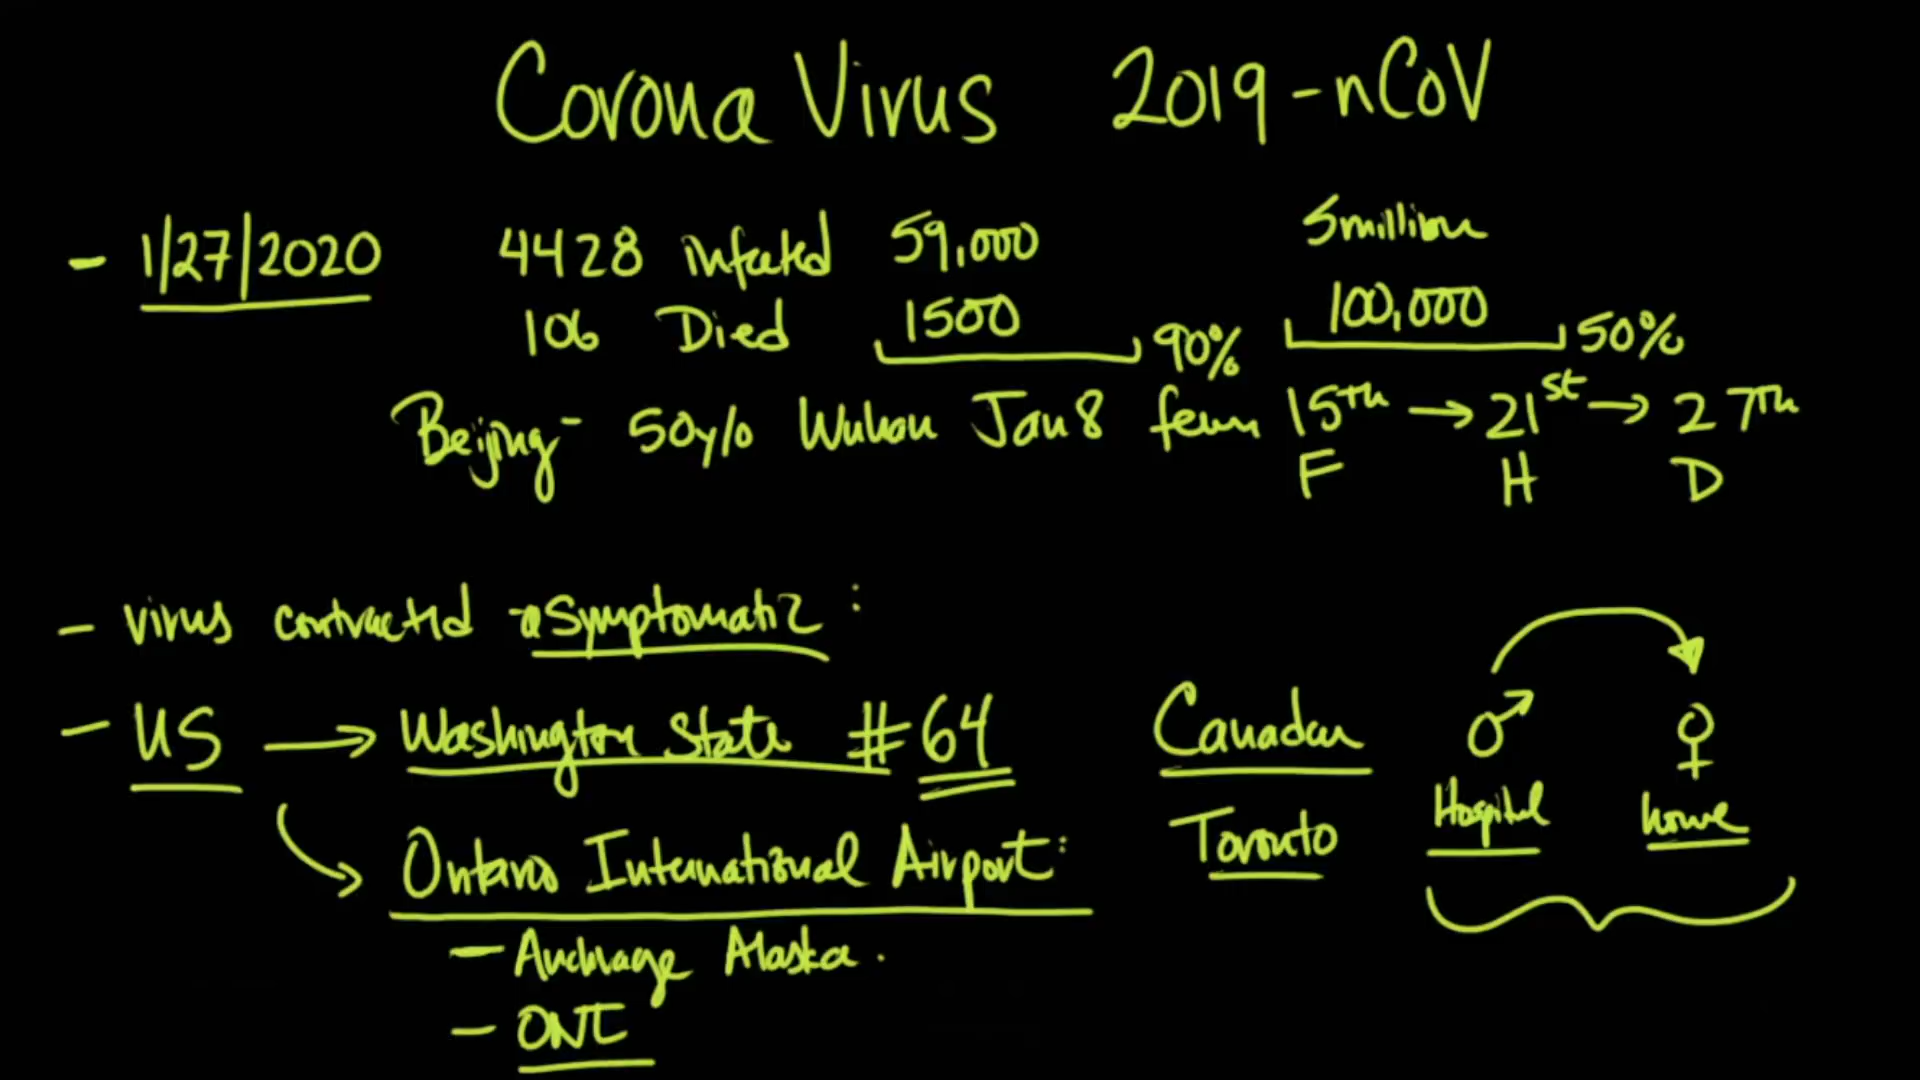 Corona Virus 2019-nCoV
5million
- 1/27/2020 4428 infected 59,000
106 Died 1500 90% 100,000 50%
Beijing - 50y/o Wuhan Jan 8 fever 15th → 21st → 27th
F H D
- virus contracted asymptomatic:
- US → Washington State #64 Canadan ♂ ♀
Hospital home
Toronto
Ontario International Airport:
- Anchrage Alaska.
- ONT